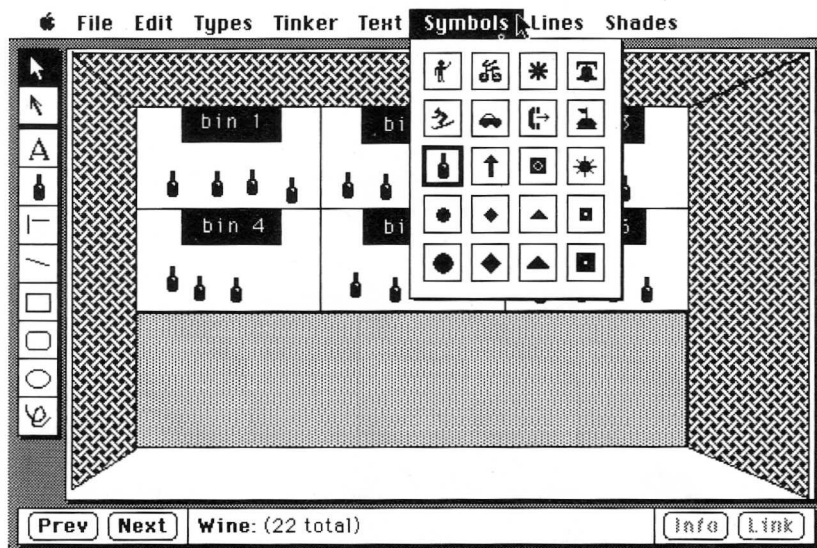 File Edit Types Tinker Text Symbols Lines Shades
bin 1
bi
3
bin 4
bi
A
Prev Next Wine: (22 total) Info Link